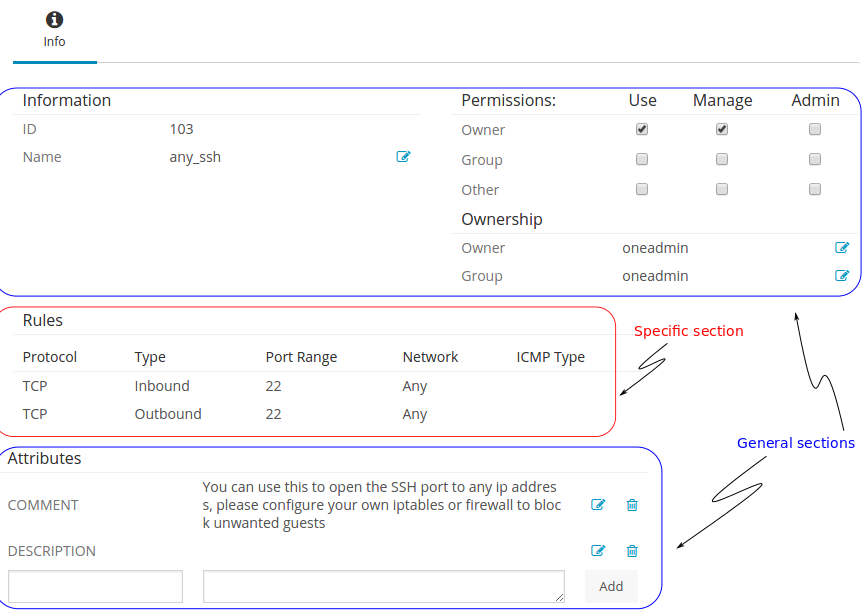 Info
Information
ID 103
Name any_ssh
Permissions: Use Manage Admin
Owner
Group
Other
Ownership
Owner oneadmin
Group oneadmin
Rules
Protocol Type Port Range Network ICMP Type
TCP Inbound 22 Any
TCP Outbound 22 Any
Specific section
General sections
Attributes
COMMENT
You can use this to open the SSH port to any ip addres
s, please configure your own iptables or firewall to bloc
k unwanted guests
DESCRIPTION
Add